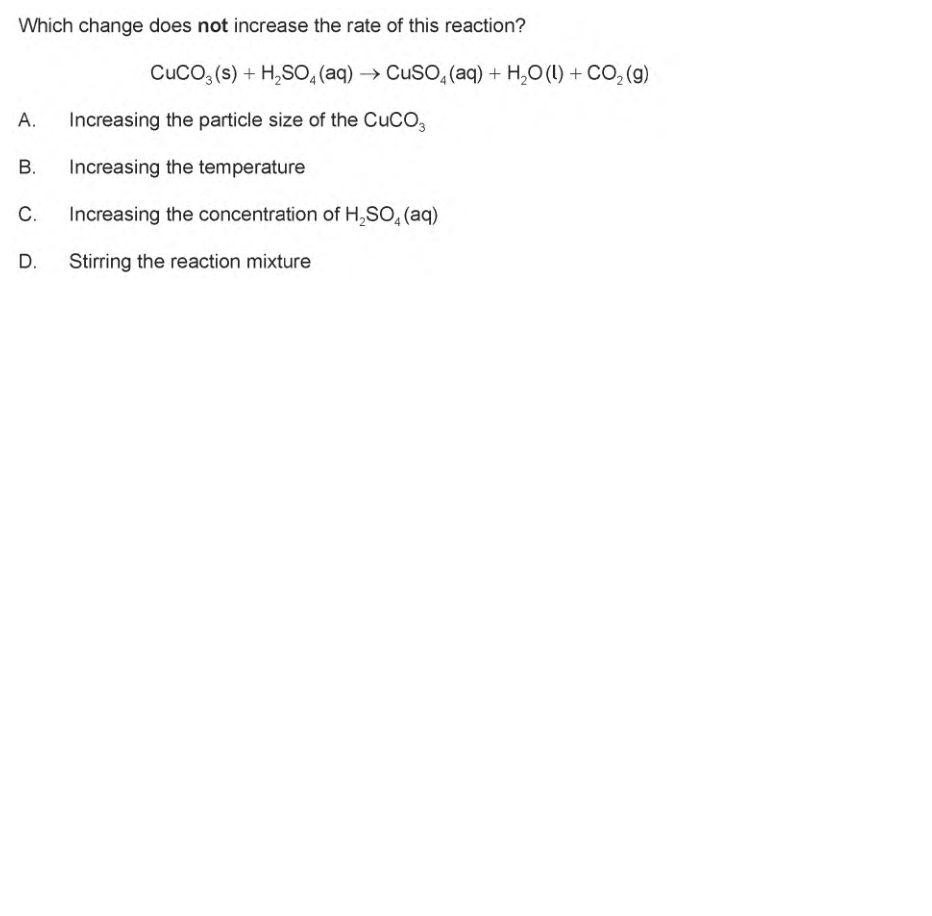 Which change does not increase the rate of this reaction?
CuCO₃(s) + H₂SO₄(aq) → CuSO₄(aq) + H₂O(l) + CO₂(g)
A. Increasing the particle size of the CuCO₃
B. Increasing the temperature
C. Increasing the concentration of H₂SO₄(aq)
D. Stirring the reaction mixture